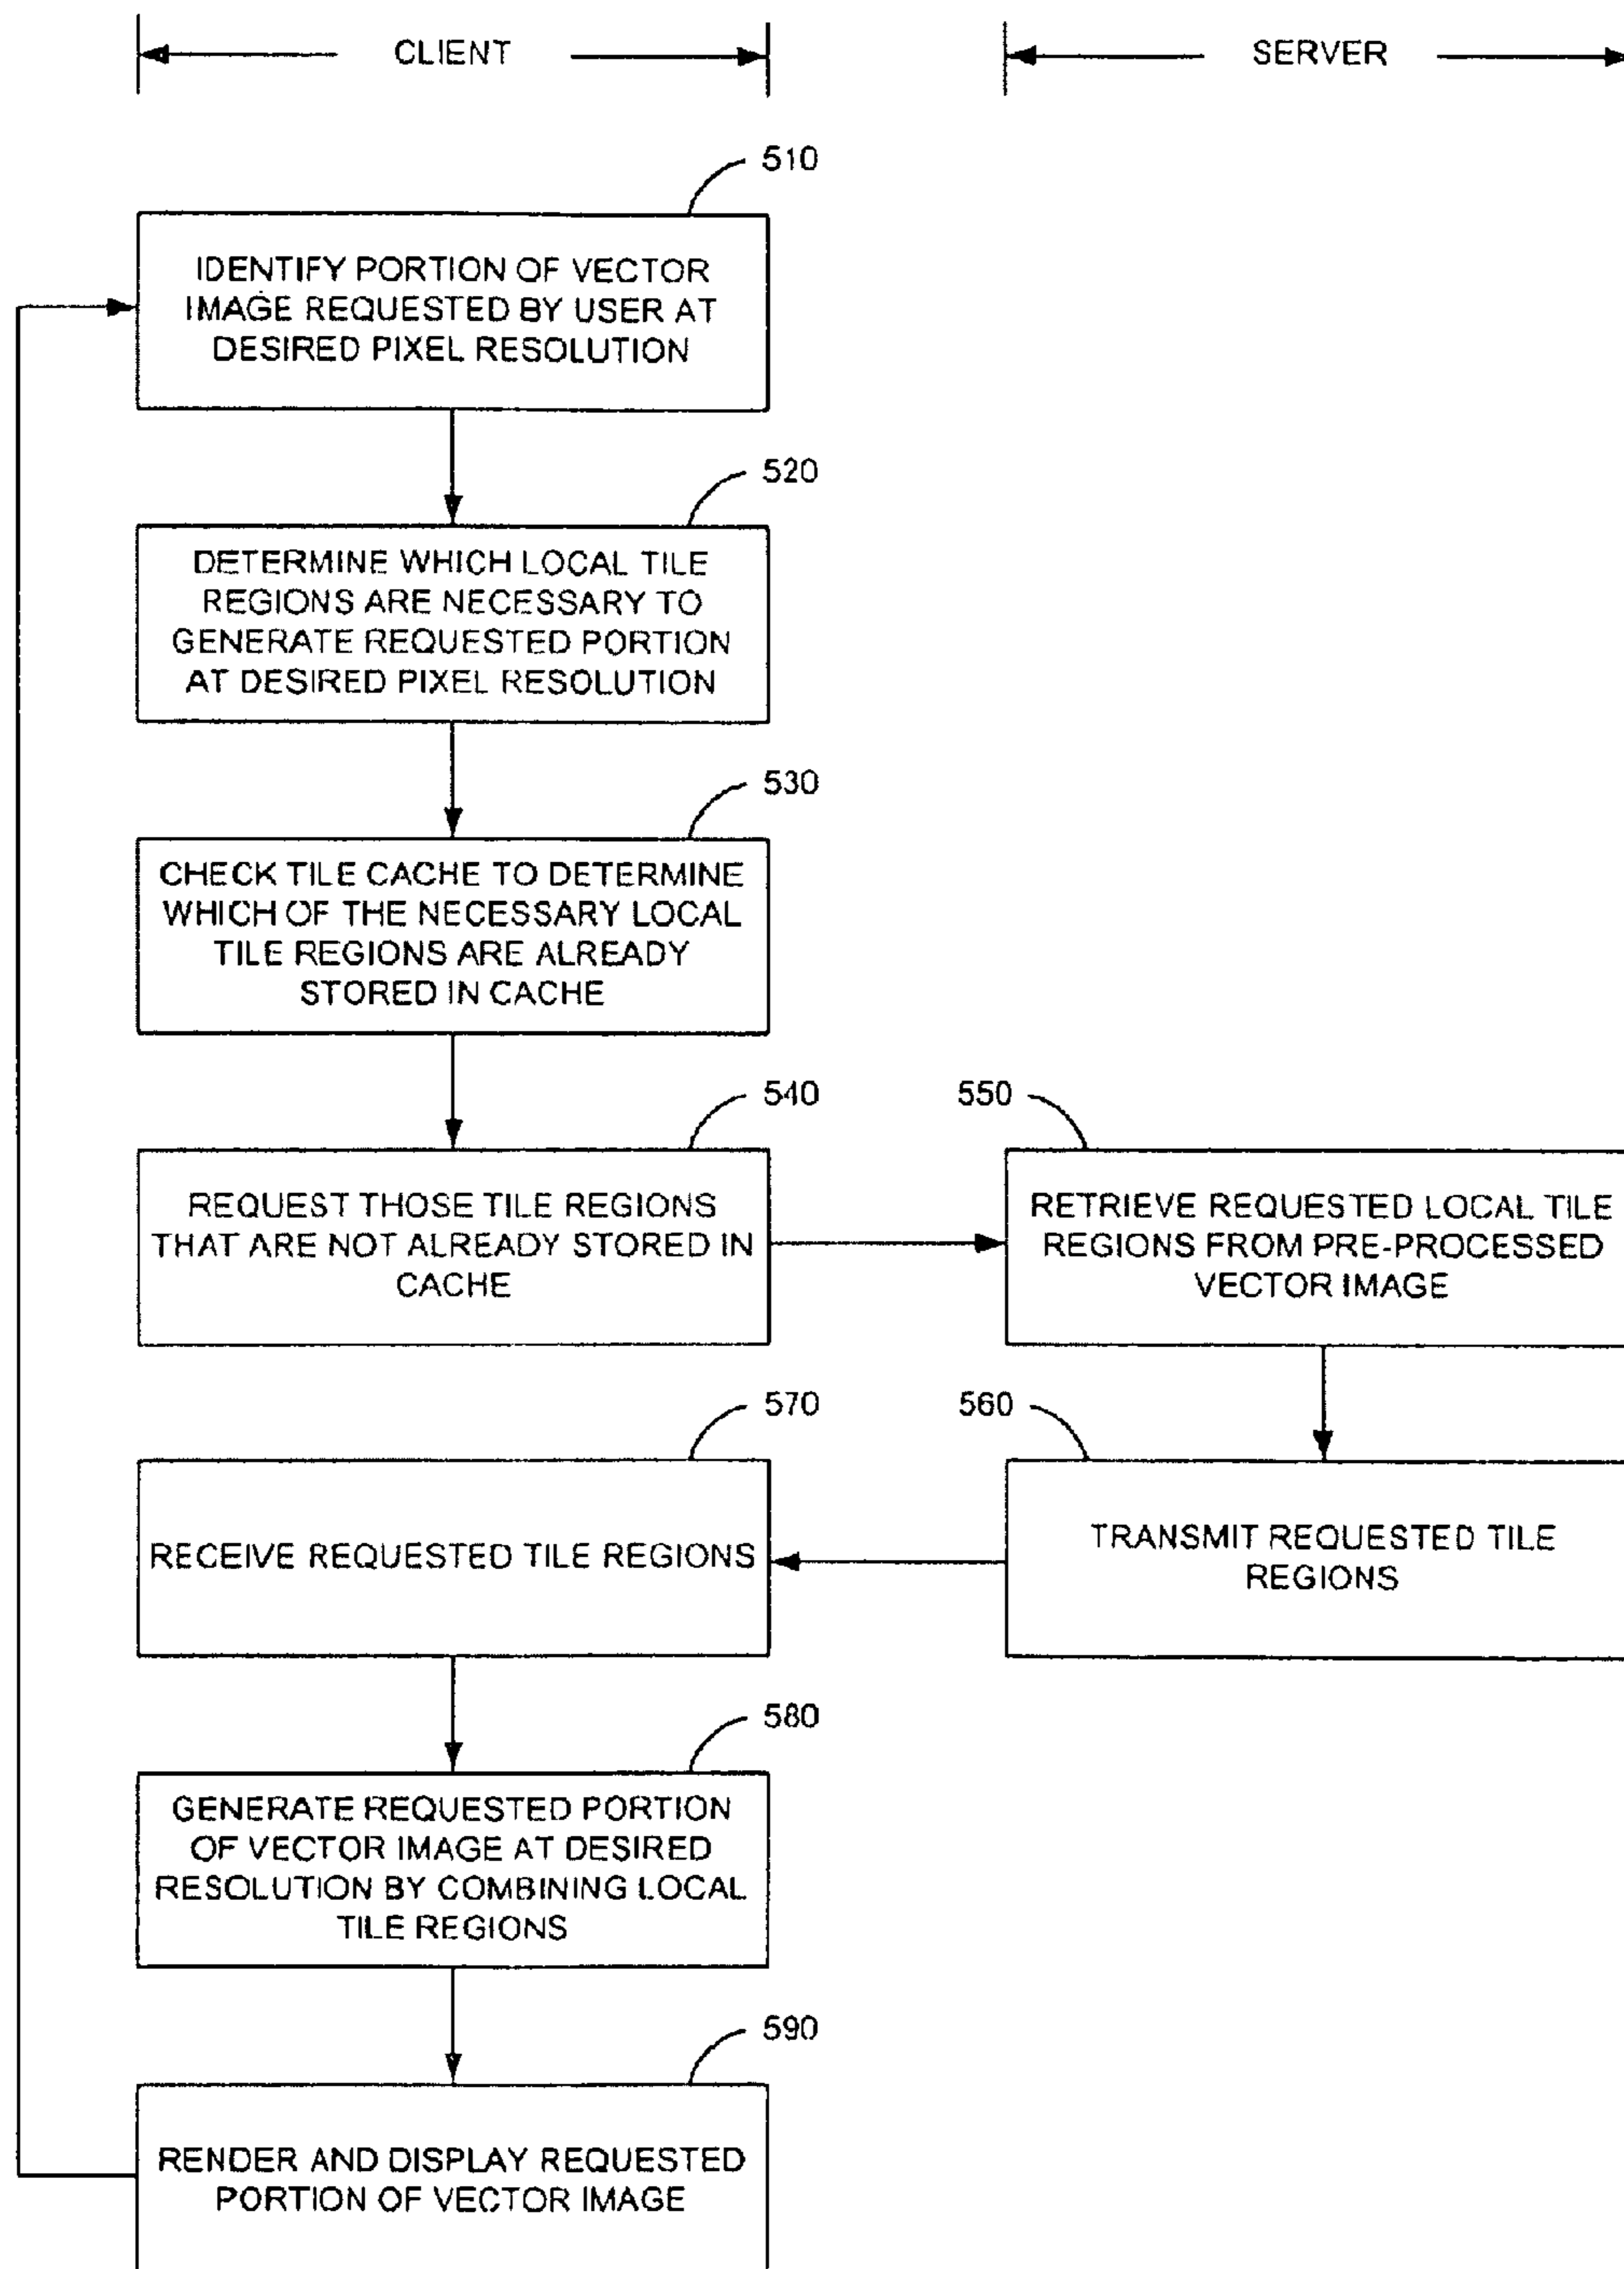 CLIENT
SERVER
510
IDENTIFY PORTION OF VECTOR
IMAGE REQUESTED BY USER AT
DESIRED PIXEL RESOLUTION
520
DETERMINE WHICH LOCAL TILE
REGIONS ARE NECESSARY TO
GENERATE REQUESTED PORTION
AT DESIRED PIXEL RESOLUTION
530
CHECK TILE CACHE TO DETERMINE
WHICH OF THE NECESSARY LOCAL
TILE REGIONS ARE ALREADY
STORED IN CACHE
540
REQUEST THOSE TILE REGIONS
THAT ARE NOT ALREADY STORED IN
CACHE
550
RETRIEVE REQUESTED LOCAL TILE
REGIONS FROM PRE-PROCESSED
VECTOR IMAGE
570
RECEIVE REQUESTED TILE REGIONS
560
TRANSMIT REQUESTED TILE
REGIONS
580
GENERATE REQUESTED PORTION
OF VECTOR IMAGE AT DESIRED
RESOLUTION BY COMBINING LOCAL
TILE REGIONS
590
RENDER AND DISPLAY REQUESTED
PORTION OF VECTOR IMAGE